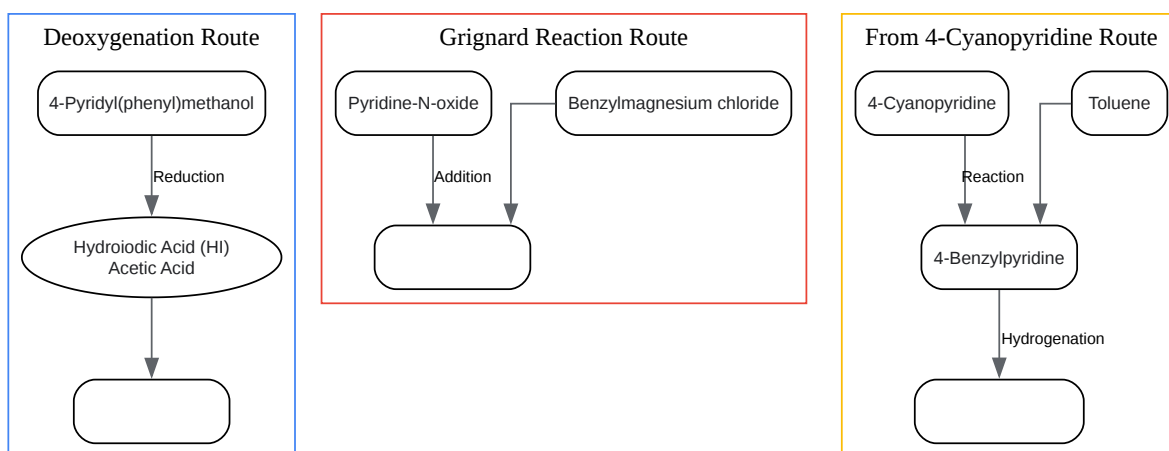 Deoxygenation Route
4-Pyridyl(phenyl)methanol
Reduction
Hydroiodic Acid (HI)
Acetic Acid
Grignard Reaction Route
Pyridine-N-oxide
Benzylmagnesium chloride
Addition
From 4-Cyanopyridine Route
4-Cyanopyridine
Toluene
Reaction
4-Benzylpyridine
Hydrogenation